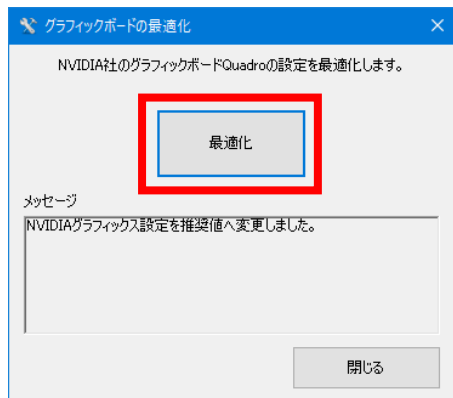 グラフィックボードの最適化
NVIDIA社のグラフィックボードQuadroの設定を最適化します。
最適化
メッセージ
NVIDIAグラフィックス設定を推奨値へ変更しました。
閉じる